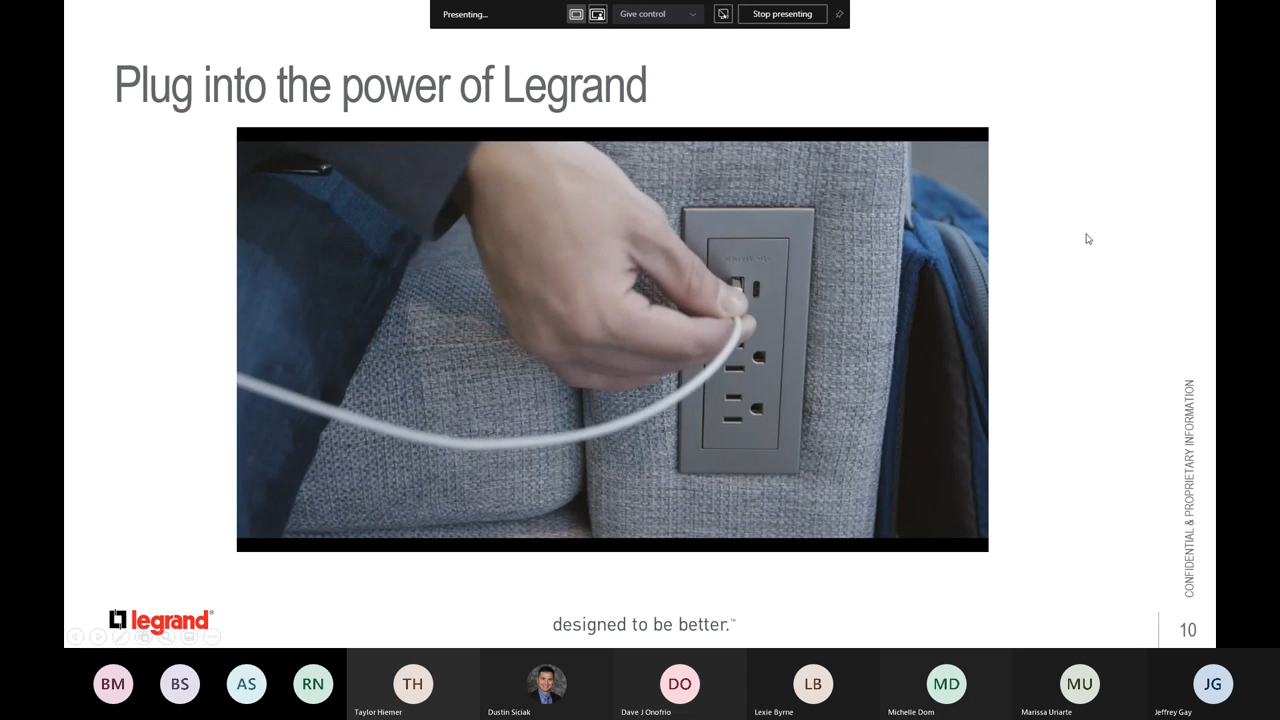 Presenting...
Give control
Stop presenting
Plug into the power of Legrand
CONFIDENTIAL & PROPRIETARY INFORMATION
legrand®
designed to be better.™
10
BM
BS
AS
RN
TH
DO
LB
MD
MU
JG
Taylor Hiemer
Dustin Siciak
Dave J Onofrio
Lexie Byrne
Michelle Dom
Marissa Uriarte
Jeffrey Gay